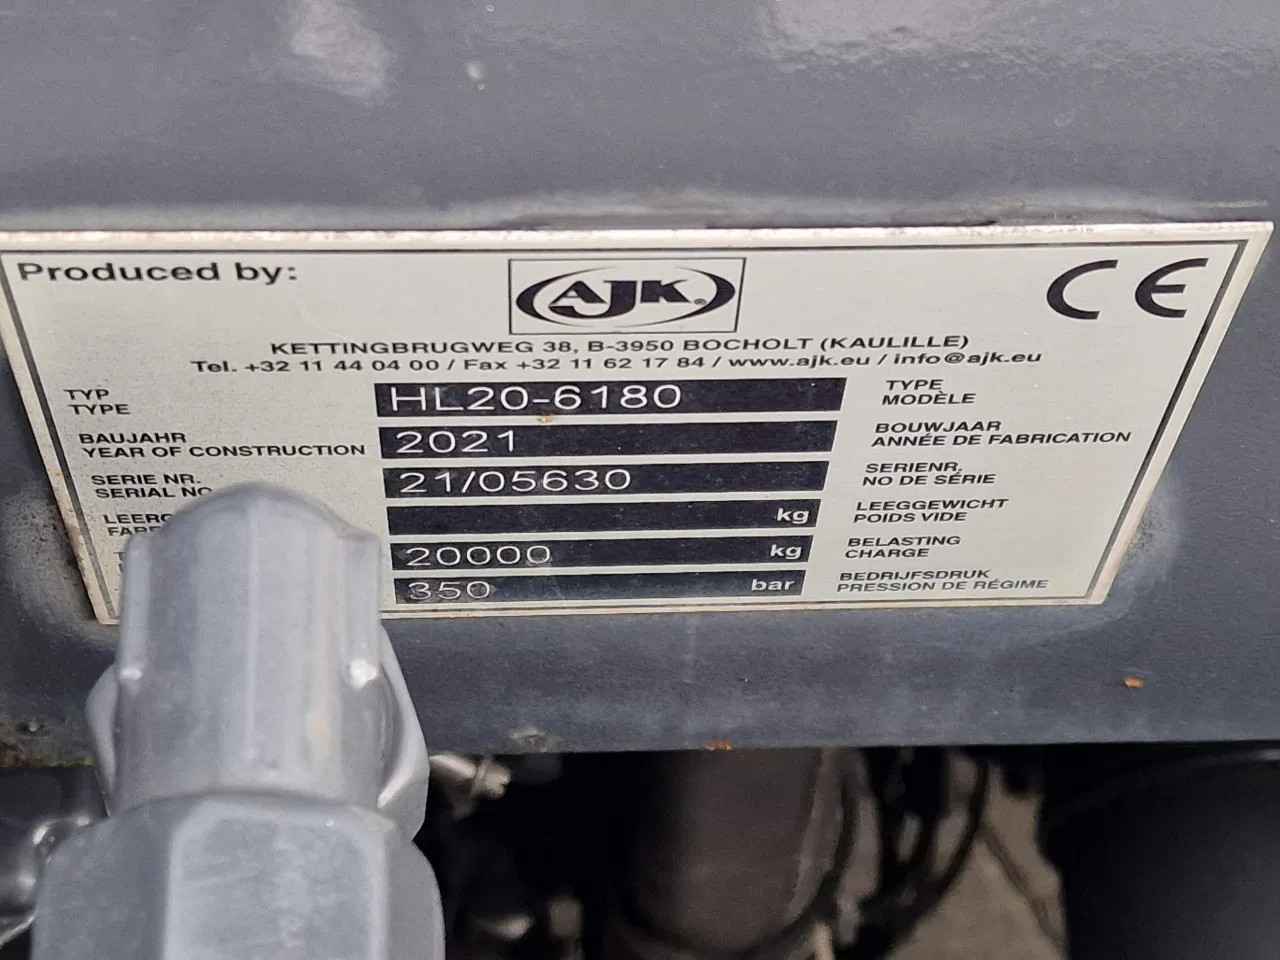 Produced by:
AJK®
CE
KETTINGBRUGWEG 38, B-3950 BOCHOLT (KAULILLE)
Tel. +32 11 44 04 00 / Fax +32 11 62 17 84 / www.ajk.eu / info@ajk.eu
TYP
TYPE
HL20-6180
TYPE
MODÈLE
BAUJAHR
YEAR OF CONSTRUCTION
2021
BOUWJAAR
ANNÉE DE FABRICATION
SERIE NR.
SERIAL NO
21/05630
SERIENR.
NO DE SÉRIE
kg
LEEGGEWICHT
POIDS VIDE
20000 kg
BELASTING
CHARGE
350 bar
BEDRIJFSDRUK
PRESSION DE RÉGIME